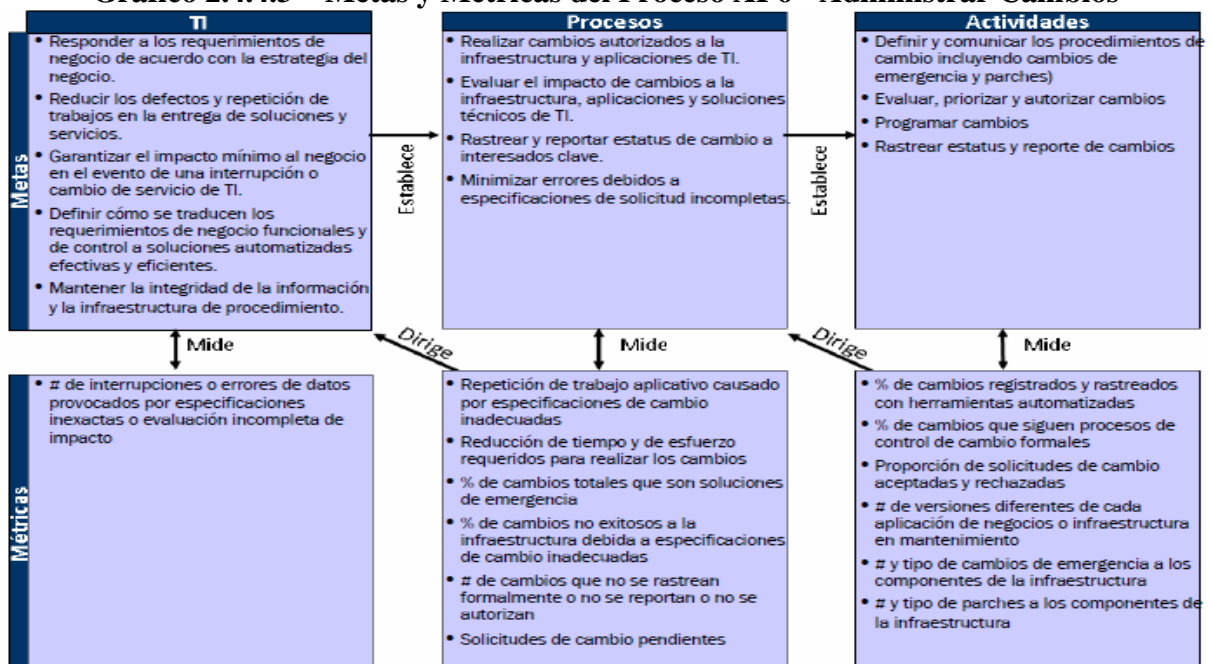 Gráfico 2.4.4.3 – Metas y Métricas del Proceso AI 6 - Administrar Cambios
TI
Metas
• Responder a los requerimientos de
negocio de acuerdo con la estrategia del
negocio.
• Reducir los defectos y repetición de
trabajos en la entrega de soluciones y
servicios.
• Garantizar el impacto mínimo al negocio
en el evento de una interrupción o
cambio de servicio de TI.
• Definir cómo se traducen los
requerimientos de negocio funcionales y
de control a soluciones automatizadas
efectivas y eficientes.
• Mantener la integridad de la información
y la infraestructura de procedimiento.
Establece
Procesos
• Realizar cambios autorizados a la
infraestructura y aplicaciones de TI.
• Evaluar el impacto de cambios a la
infraestructura, aplicaciones y soluciones
técnicos de TI.
• Rastrear y reportar estatus de cambio a
interesados clave.
• Minimizar errores debidos a
especificaciones de solicitud incompletas.
Establece
Actividades
• Definir y comunicar los procedimientos de
cambio incluyendo cambios de
emergencia y parches)
• Evaluar, priorizar y autorizar cambios
• Programar cambios
• Rastrear estatus y reporte de cambios
Mide
Dirige
Mide
Dirige
Mide
Métricas
• # de interrupciones o errores de datos
provocados por especificaciones
inexactas o evaluación incompleta de
impacto
• Repetición de trabajo aplicativo causado
por especificaciones de cambio
inadecuadas
• Reducción de tiempo y de esfuerzo
requeridos para realizar los cambios
• % de cambios totales que son soluciones
de emergencia
• % de cambios no exitosos a la
infraestructura debida a especificaciones
de cambio inadecuadas
• # de cambios que no se rastrean
formalmente o no se reportan o no se
autorizan
• Solicitudes de cambio pendientes
• % de cambios registrados y rastreados
con herramientas automatizadas
• % de cambios que siguen procesos de
control de cambio formales
• Proporción de solicitudes de cambio
aceptadas y rechazadas
• # de versiones diferentes de cada
aplicación de negocios o infraestructura
en mantenimiento
• # y tipo de cambios de emergencia a los
componentes de la infraestructura
• # y tipo de parches a los componentes de
la infraestructura